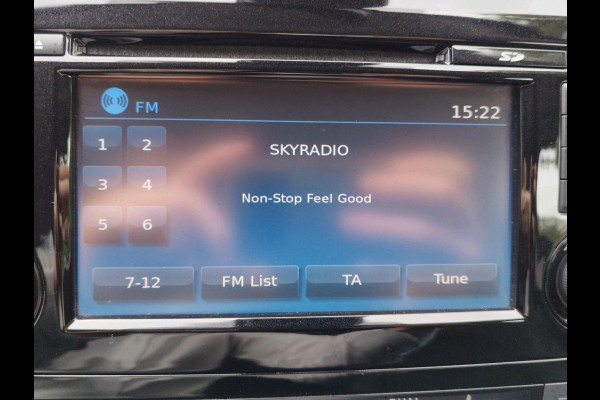 SD
FM 15:22
1 2
SKYRADIO
3 4
Non-Stop Feel Good
5 6
7-12 FM List TA Tune